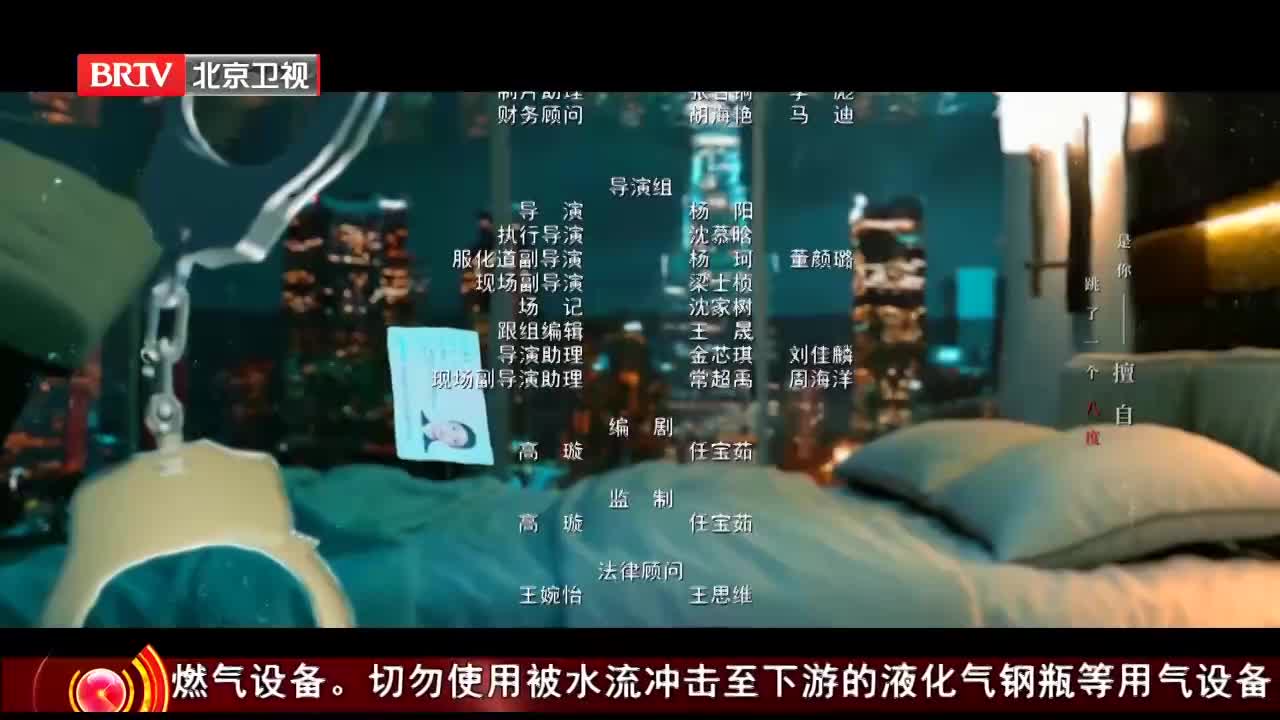 BRTV 北京卫视
财务顾问 胡海艳 马迪
导演组
导演 杨阳
执行导演 沈慕晗
服化道副导演 杨珂 董颜璐
现场副导演 梁士桢
场记 沈家树
跟组编辑 王晟
导演助理 金芯琪 刘佳麟
现场副导演助理 常超禹 周海洋
编剧
高璇 任宝茹
监制
高璇 任宝茹
法律顾问
王婉怡 王思维
是你——擅自
跳了一个八度
燃气设备。切勿使用被水流冲击至下游的液化气钢瓶等用气设备